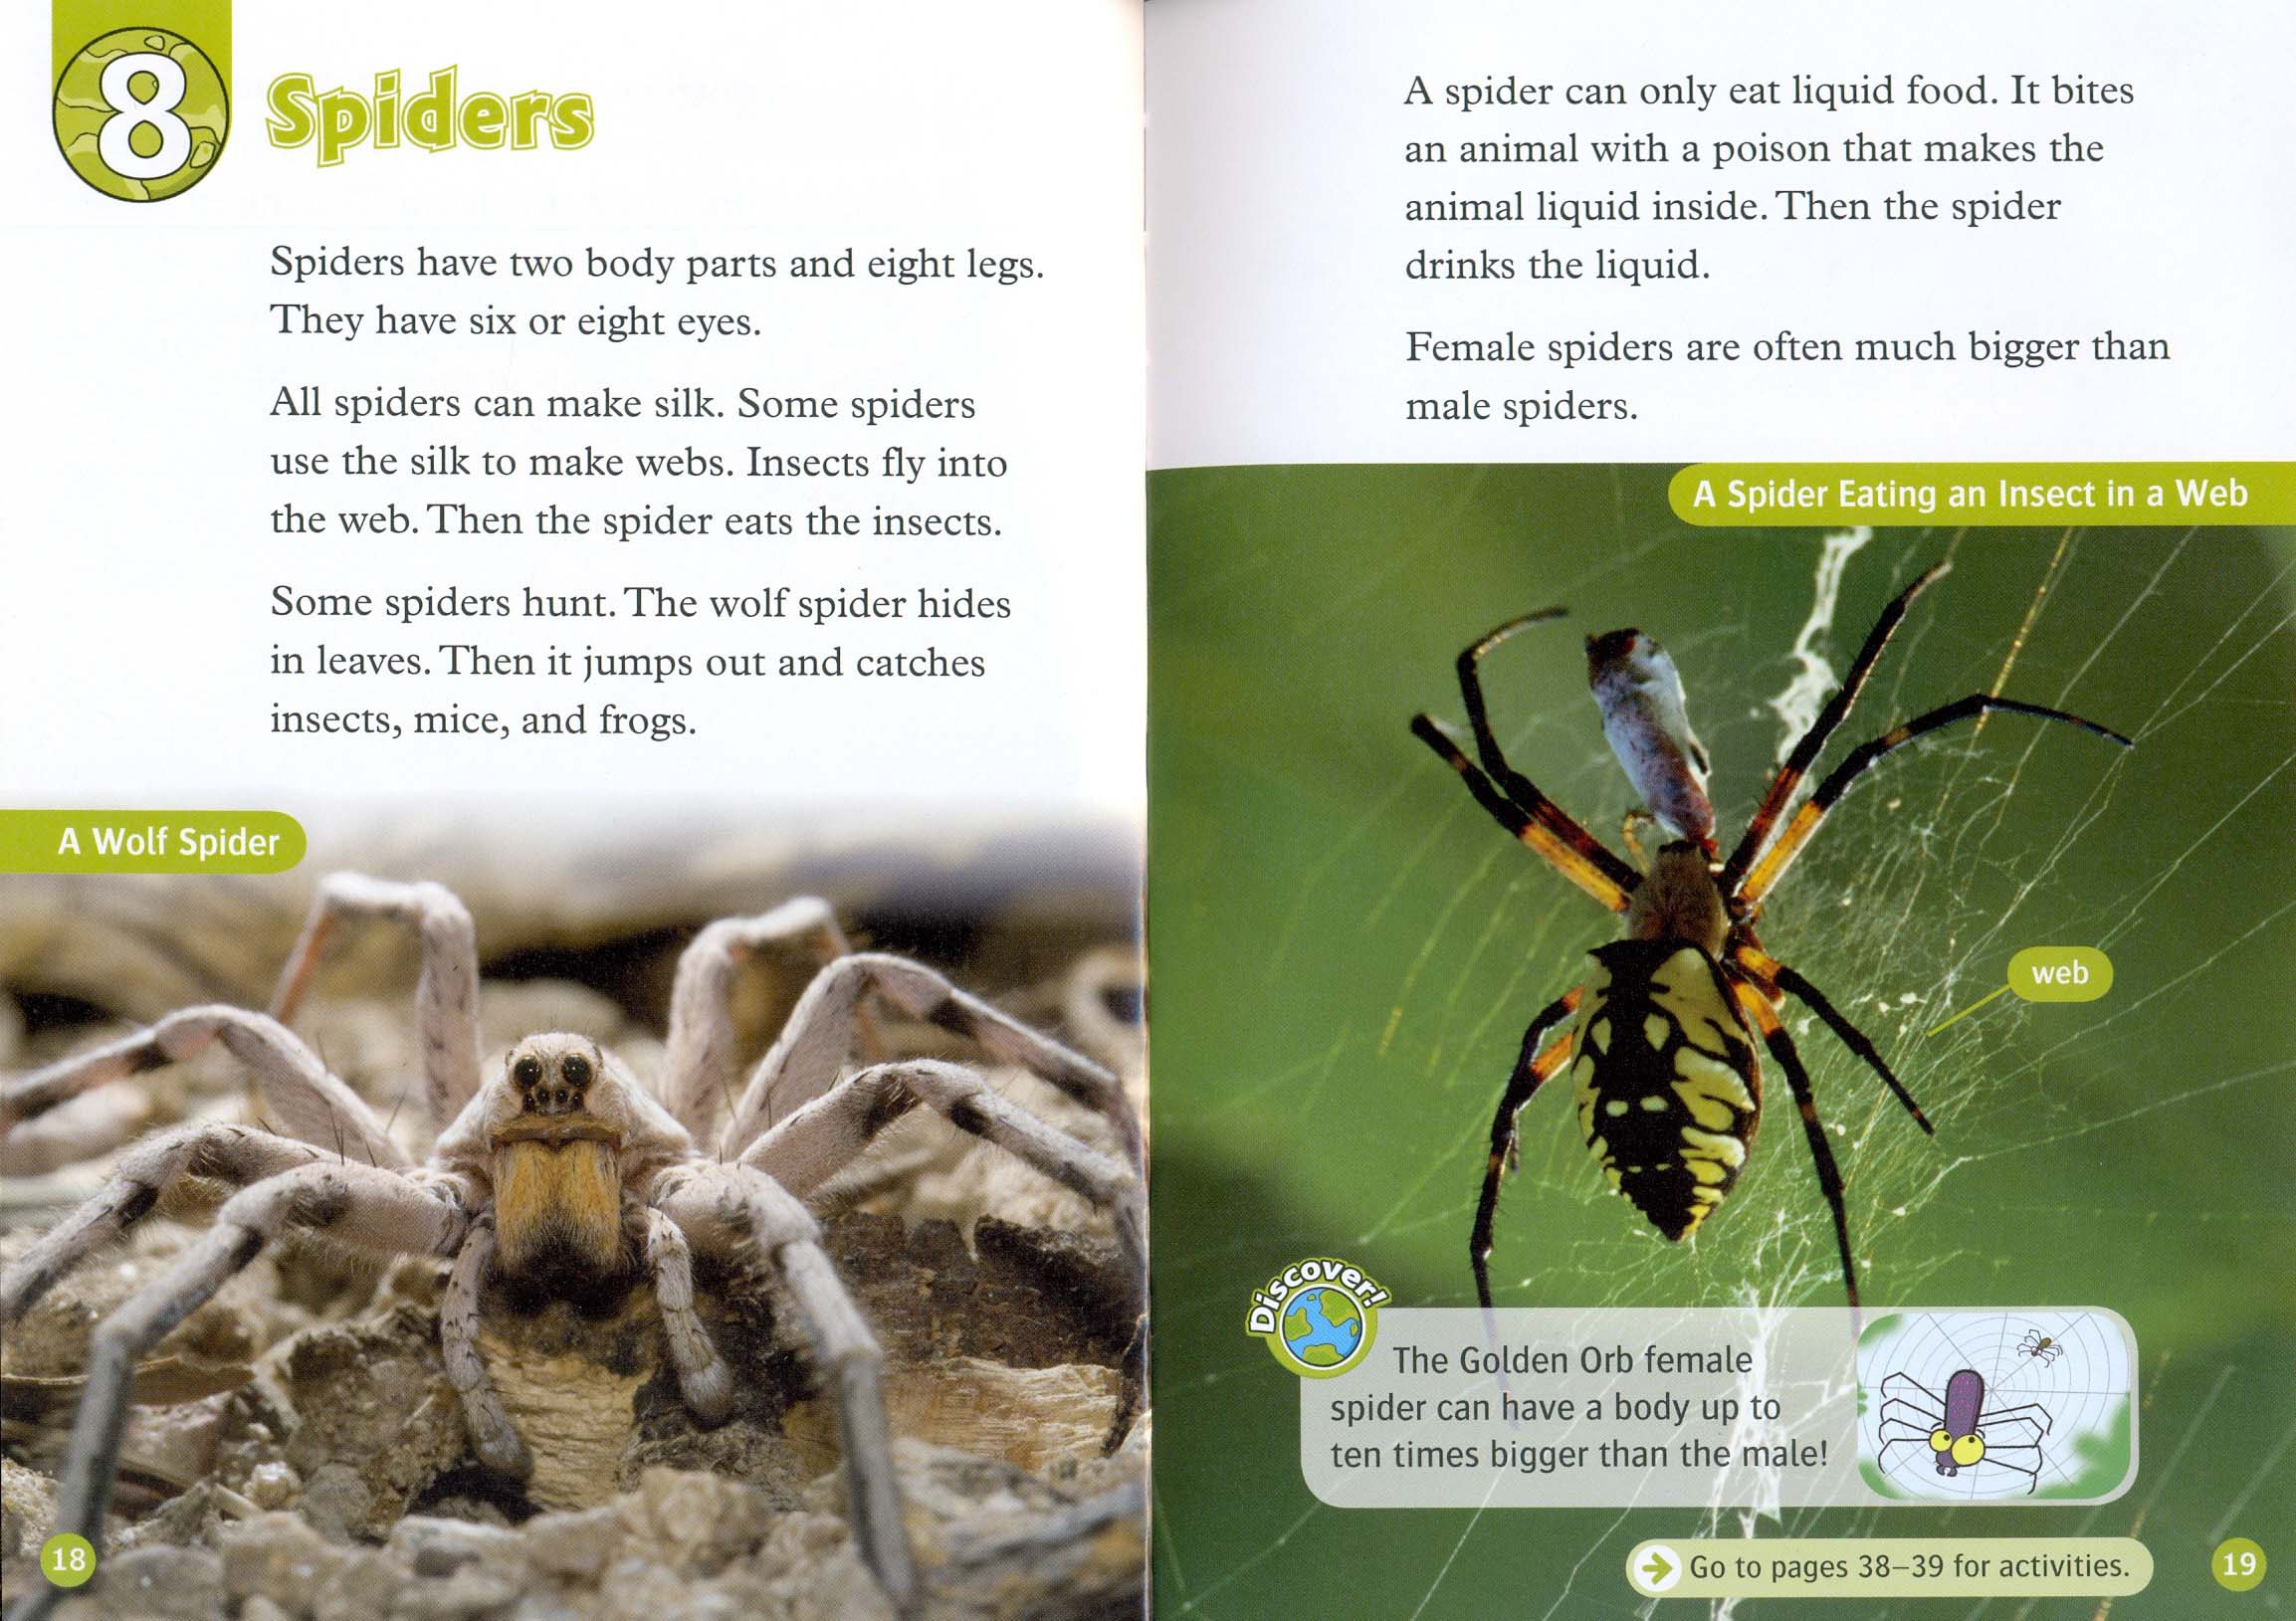 8
Spiders
Spiders have two body parts and eight legs.
They have six or eight eyes.
All spiders can make silk. Some spiders
use the silk to make webs. Insects fly into
the web. Then the spider eats the insects.
Some spiders hunt. The wolf spider hides
in leaves. Then it jumps out and catches
insects, mice, and frogs.
A Wolf Spider
18
A spider can only eat liquid food. It bites
an animal with a poison that makes the
animal liquid inside. Then the spider
drinks the liquid.
Female spiders are often much bigger than
male spiders.
A Spider Eating an Insect in a Web
web
Discover!
The Golden Orb female
spider can have a body up to
ten times bigger than the male!
Go to pages 38–39 for activities.
19